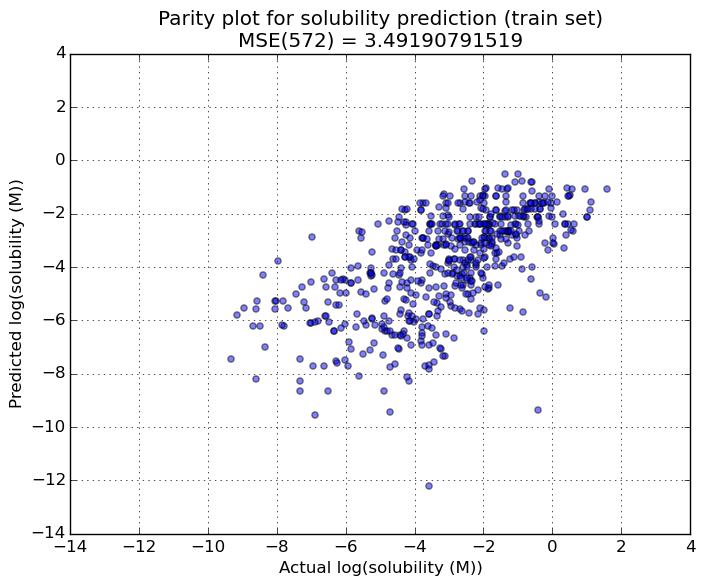 Parity plot for solubility prediction (train set)
MSE(572) = 3.49190791519
4
2
0
−2
−4
−6
−8
−10
−12
−14
Predicted log(solubility (M))
−14 −12 −10 −8 −6 −4 −2 0 2 4
Actual log(solubility (M))